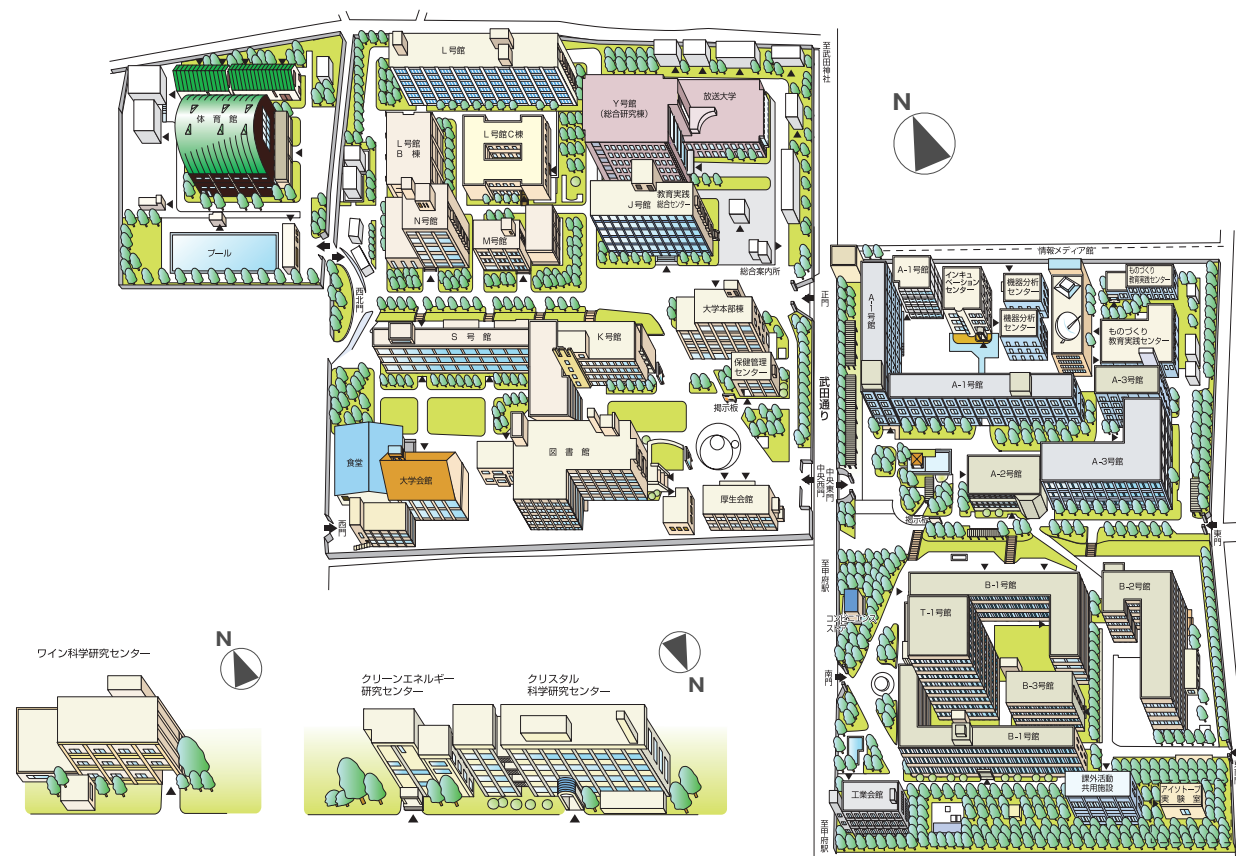 至武田神社
L号館
Y号館
(総合研究棟)
放送大学
体育館
L号館
B 棟
L号館C棟
教育実践
総合センター
J号館
N号館
M号館
プール
総合案内所
西北門
正門
大学本部棟
S号館
K号館
保健管理
センター
掲示板
武田通り
食堂
大学会館
図書館
厚生会館
西門
中央西門
中央東門
N
情報メディア館
A-1号館
A-1号館
インキュ
ベーション
センター
機器分析
センター
機器分析
センター
ものづくり
教育実践センター
ものづくり
教育実践センター
A-1号館
A-3号館
A-3号館
A-2号館
掲示板
東門
至甲府駅
B-1号館
B-2号館
T-1号館
コンビニエンス
ストア
南門
B-3号館
B-1号館
課外活動
共用施設
アイソトープ
実験室
工業会館
至甲府駅
ワイン科学研究センター
N
クリーンエネルギー
研究センター
クリスタル
科学研究センター
N